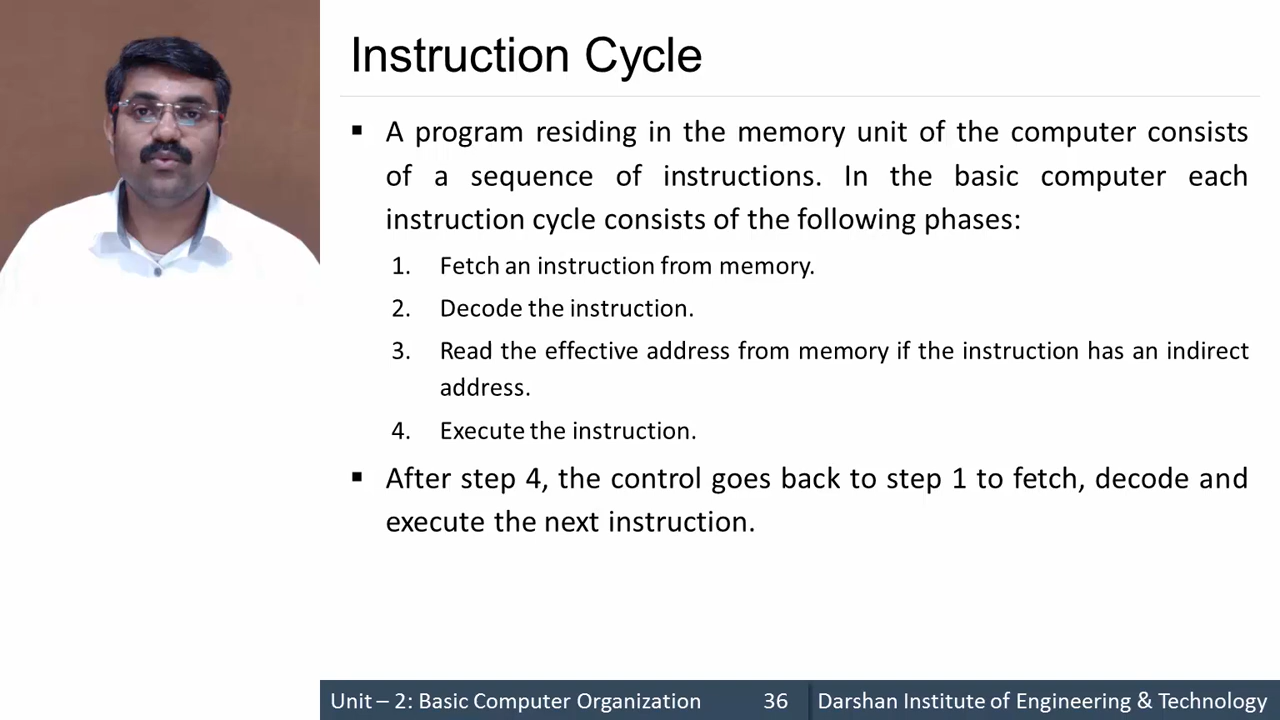 Instruction Cycle
▪ A program residing in the memory unit of the computer consists
of a sequence of instructions. In the basic computer each
instruction cycle consists of the following phases:
1. Fetch an instruction from memory.
2. Decode the instruction.
3. Read the effective address from memory if the instruction has an indirect
address.
4. Execute the instruction.
▪ After step 4, the control goes back to step 1 to fetch, decode and
execute the next instruction.
Unit – 2: Basic Computer Organization 36 Darshan Institute of Engineering & Technology